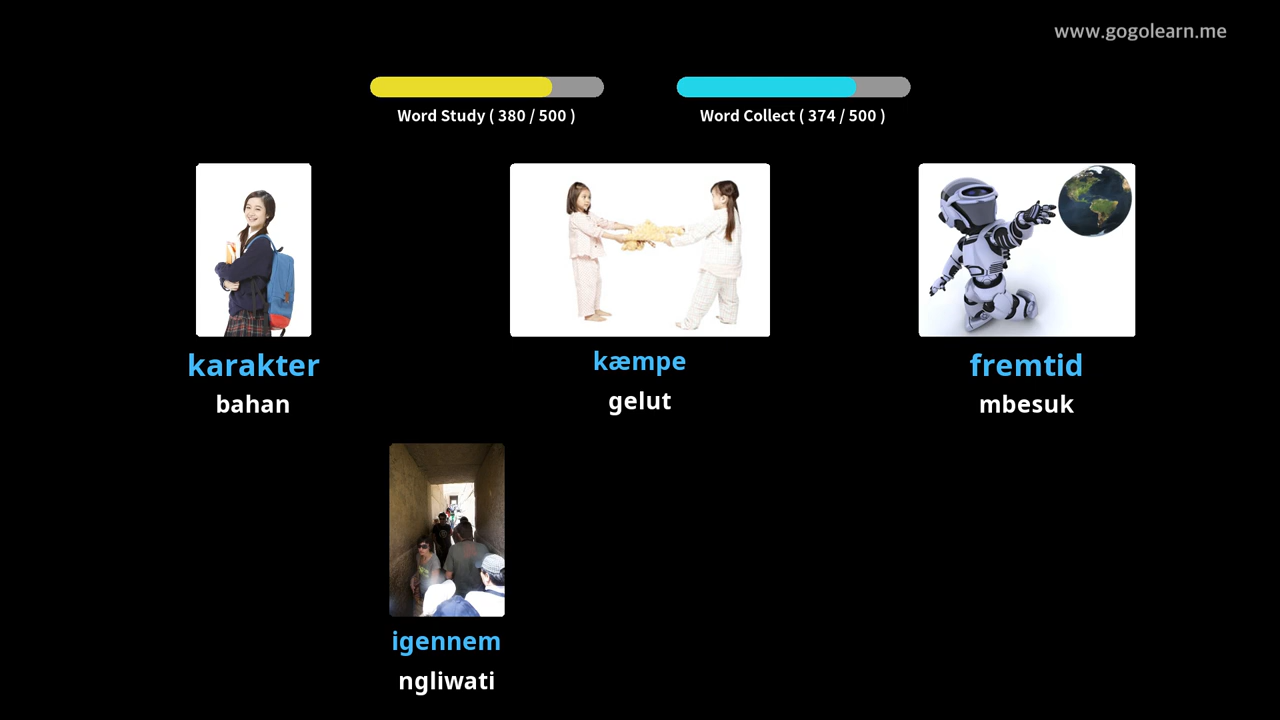 www.gogolearn.me
Word Study ( 380 / 500 )
Word Collect ( 374 / 500 )
karakter
bahan
kæmpe
gelut
fremtid
mbesuk
igennem
ngliwati